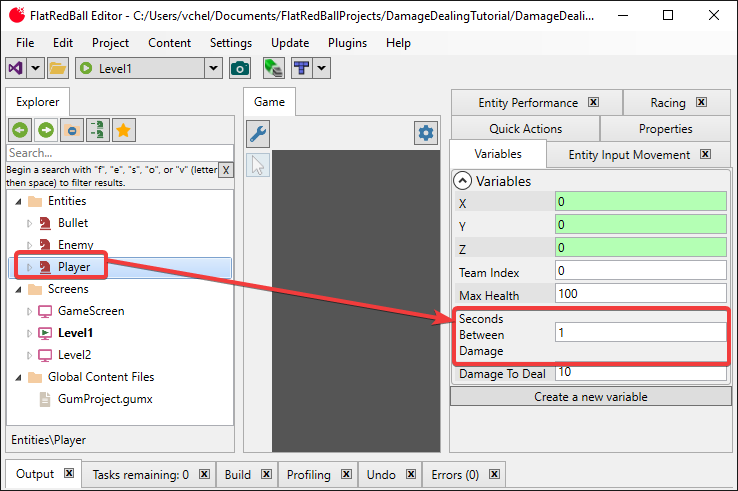 FlatRedBall Editor - C:/Users/vchel/Documents/FlatRedBallProjects/DamageDealingTutorial/DamageDeali...
File Edit Project Content Settings Update Plugins Help
Level1
Explorer
Search...
Begin a search with "f", "e", "s", "o", or "v" (letter
then space) to filter results.
X
Entities
Bullet
Enemy
Player
Screens
GameScreen
Level1
Level2
Global Content Files
GumProject.gumx
Entities\Player
Game
Entity Performance X Racing X
Quick Actions Properties
Variables Entity Input Movement X
Variables
X 0
Y 0
Z 0
Team Index 0
Max Health 100
Seconds
Between 1
Damage
Damage To Deal 10
Create a new variable
Output X Tasks remaining: 0 X Build X Profiling X Undo X Errors (0) X